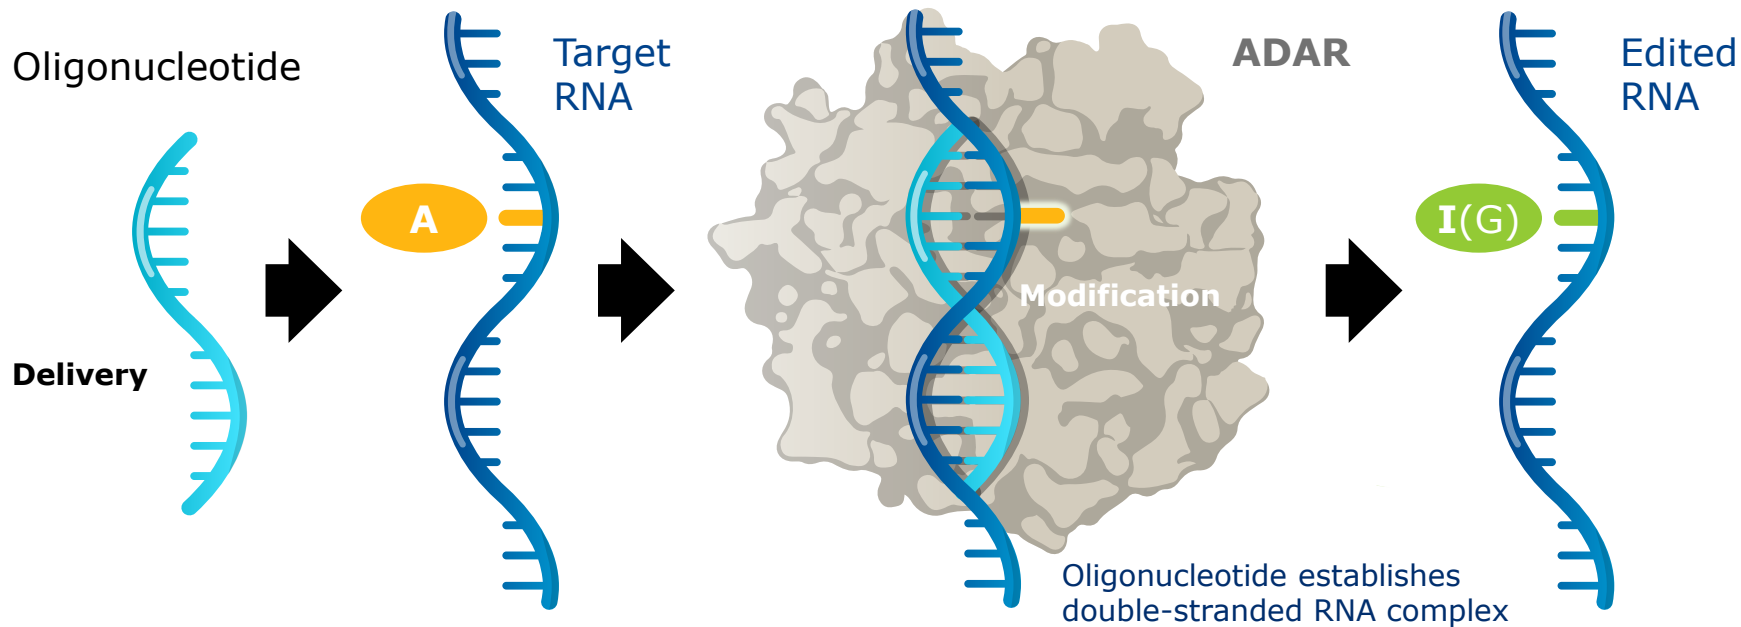 Oligonucleotide
Delivery
Target
RNA
A
ADAR
Modification
Oligonucleotide establishes
double-stranded RNA complex
Edited
RNA
I(G)